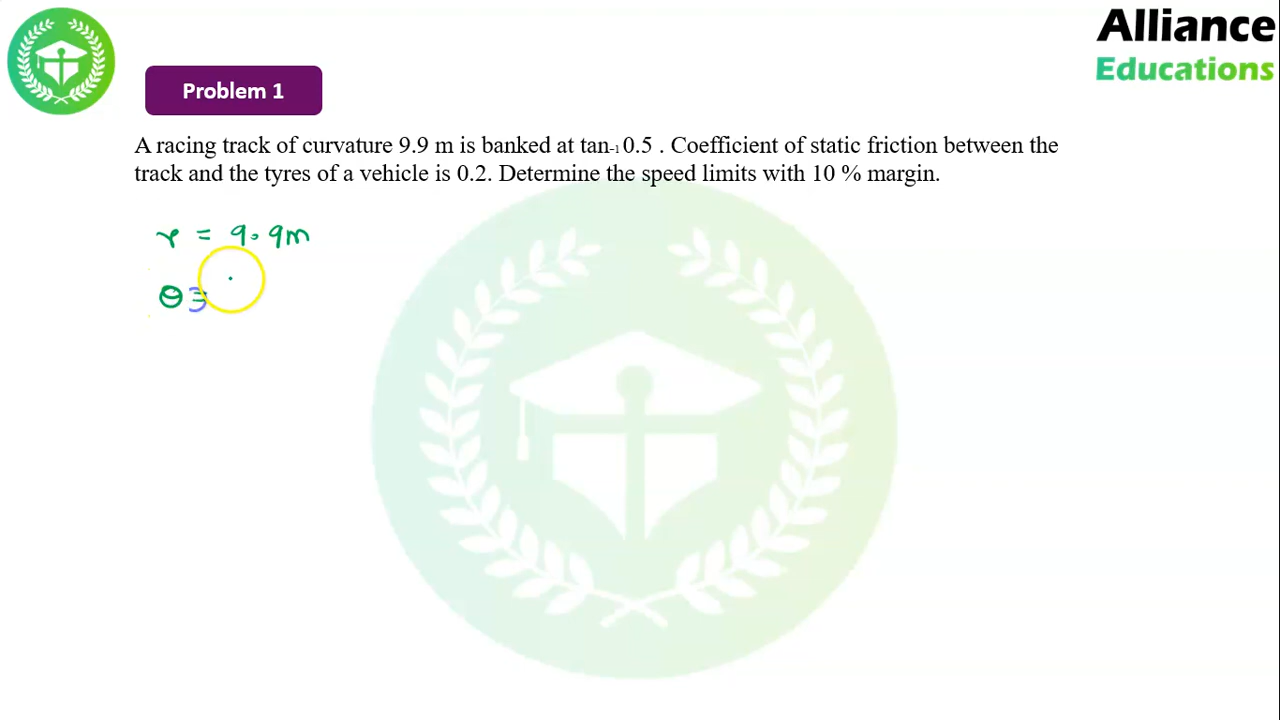 Alliance
Educations
Problem 1
A racing track of curvature 9.9 m is banked at tan-1 0.5 . Coefficient of static friction between the
track and the tyres of a vehicle is 0.2. Determine the speed limits with 10 % margin.
r = 9.9m
θ =